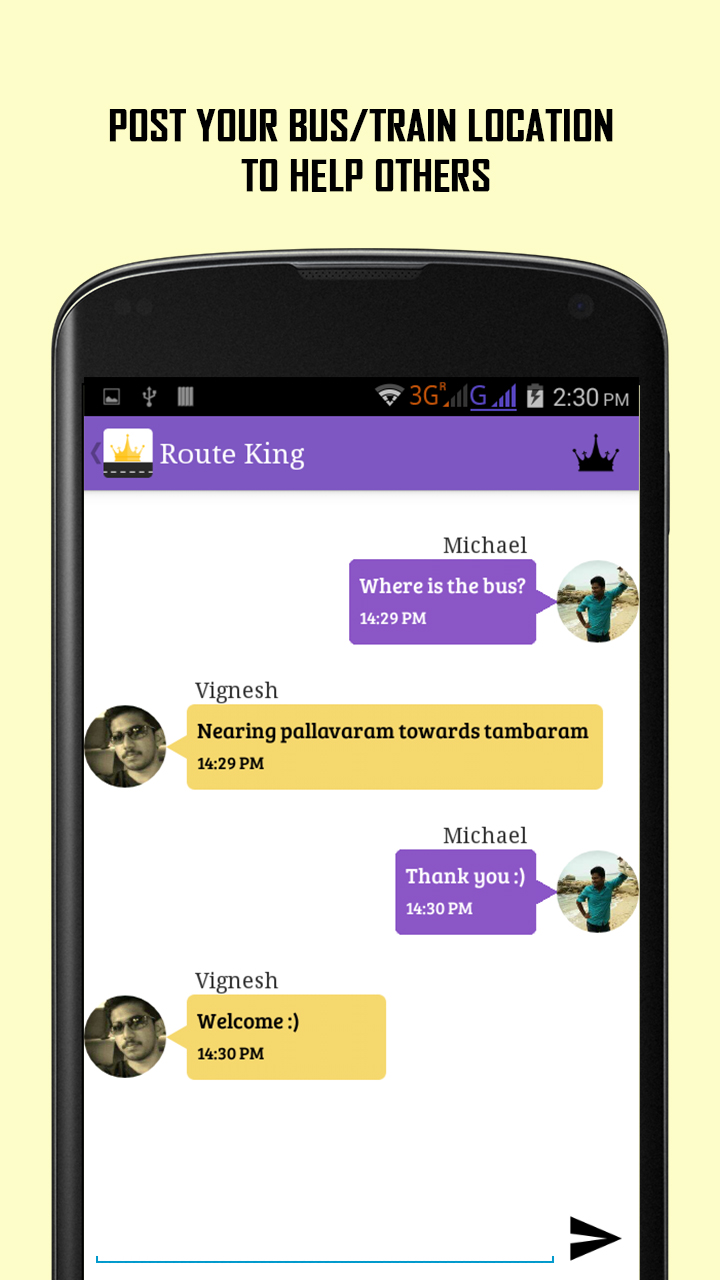 POST YOUR BUS/TRAIN LOCATION
TO HELP OTHERS
3G R G 2:30 PM
Route King
Michael
Where is the bus?
14:29 PM
Vignesh
Nearing pallavaram towards tambaram
14:29 PM
Michael
Thank you :)
14:30 PM
Vignesh
Welcome :)
14:30 PM